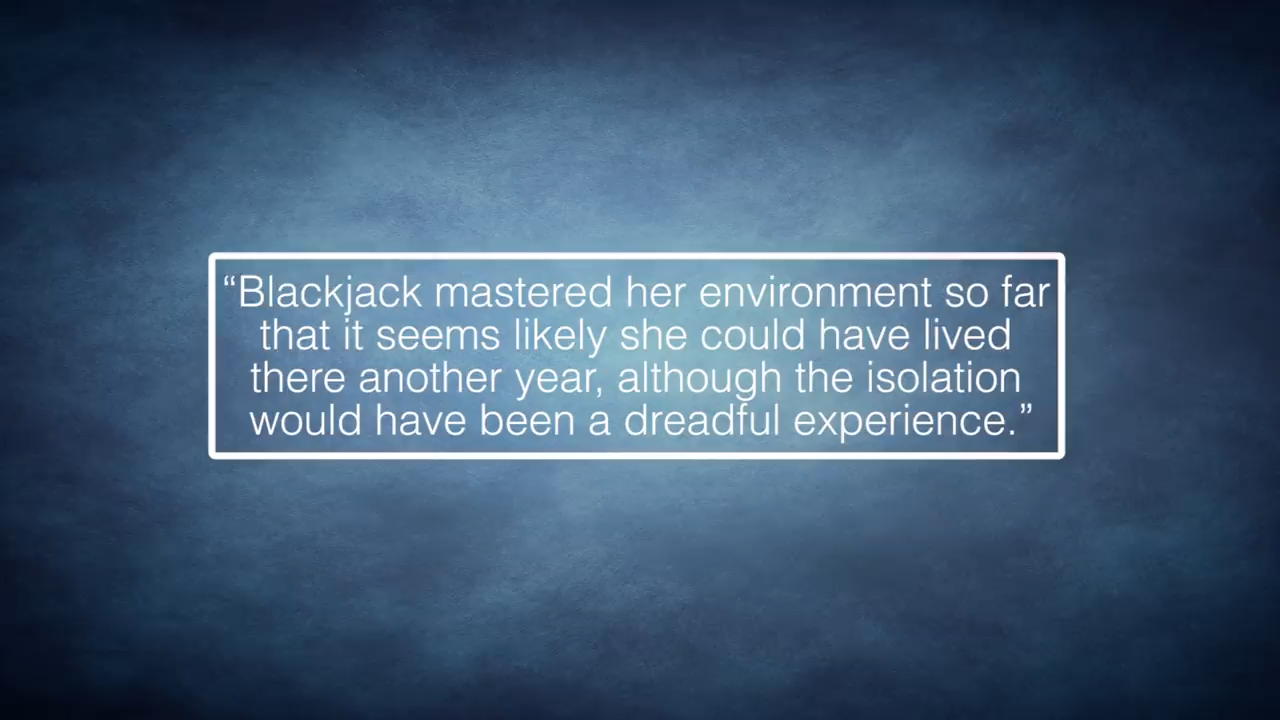 “Blackjack mastered her environment so far
that it seems likely she could have lived
there another year, although the isolation
would have been a dreadful experience.”